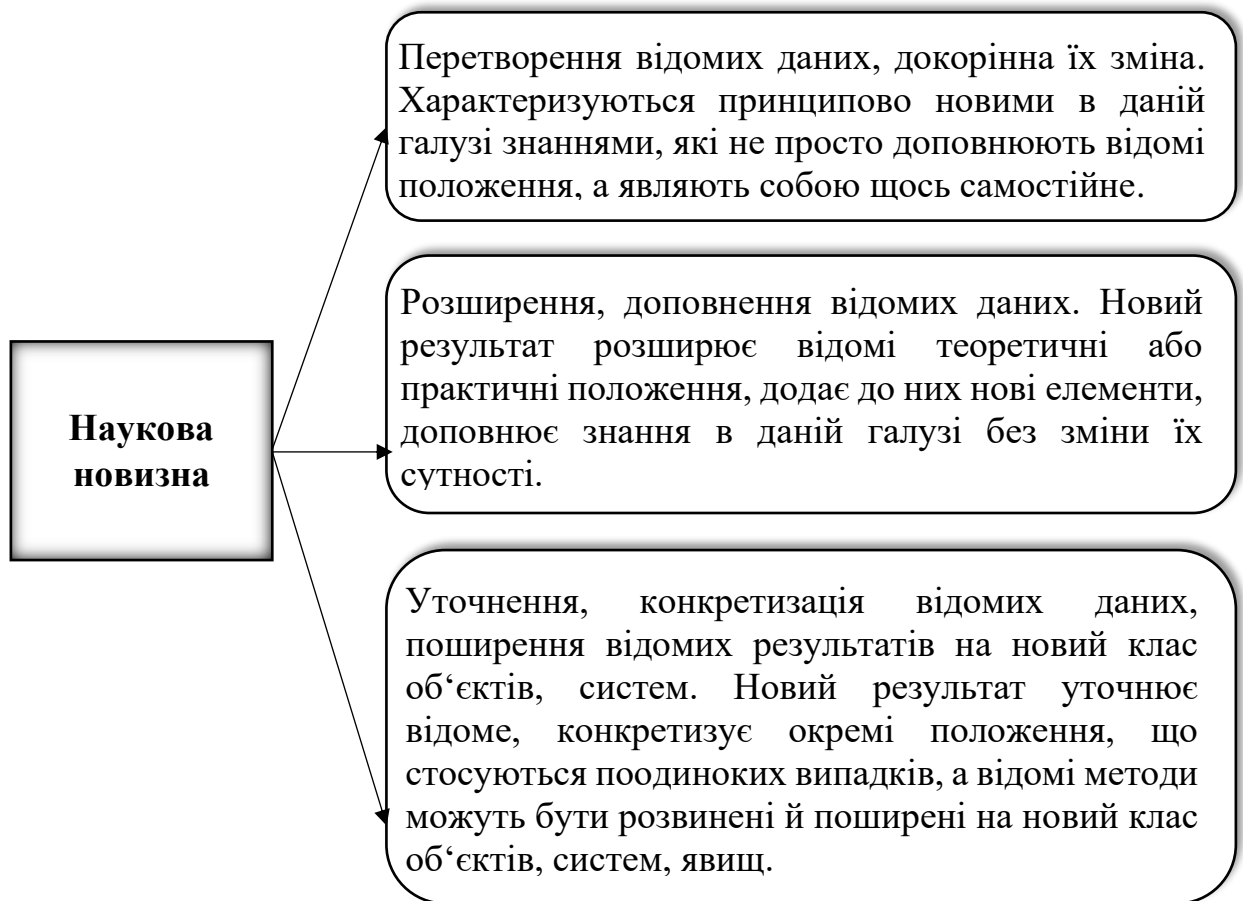 Перетворення відомих даних, докорінна їх зміна.
Характеризуються принципово новими в даній
галузі знаннями, які не просто доповнюють відомі
положення, а являють собою щось самостійне.
Розширення, доповнення відомих даних. Новий
результат розширює відомі теоретичні або
практичні положення, додає до них нові елементи,
доповнює знання в даній галузі без зміни їх
сутності.
Наукова
новизна
Уточнення, конкретизація відомих даних,
поширення відомих результатів на новий клас
об‘єктів, систем. Новий результат уточнює
відоме, конкретизує окремі положення, що
стосуються поодиноких випадків, а відомі методи
можуть бути розвинені й поширені на новий клас
об‘єктів, систем, явищ.